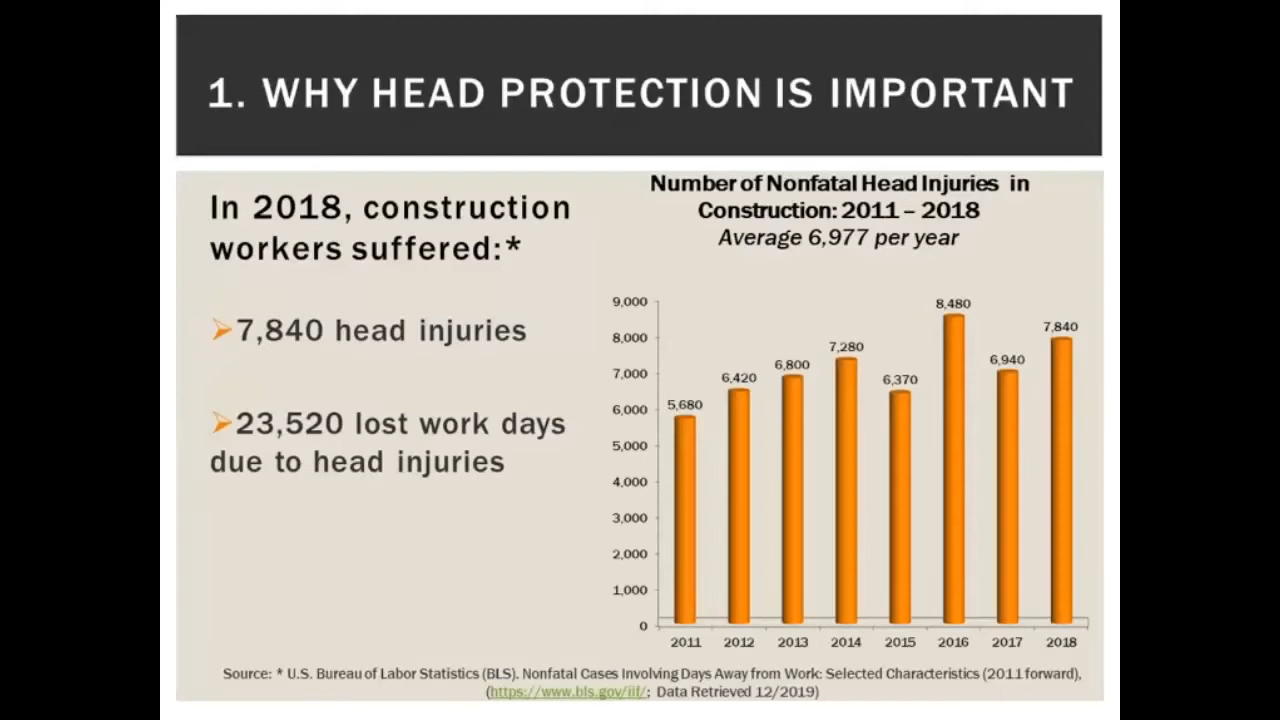 1. WHY HEAD PROTECTION IS IMPORTANT
In 2018, construction
workers suffered:*
7,840 head injuries
23,520 lost work days
due to head injuries
Number of Nonfatal Head Injuries in
Construction: 2011 – 2018
Average 6,977 per year
9,000
8,000
7,000
6,000
5,000
4,000
3,000
2,000
1,000
0
5,680
6,420
6,800
7,280
6,370
8,480
6,940
7,840
2011 2012 2013 2014 2015 2016 2017 2018
Source: * U.S. Bureau of Labor Statistics (BLS). Nonfatal Cases Involving Days Away from Work: Selected Characteristics (2011 forward),
(https://www.bls.gov/iif/; Data Retrieved 12/2019)